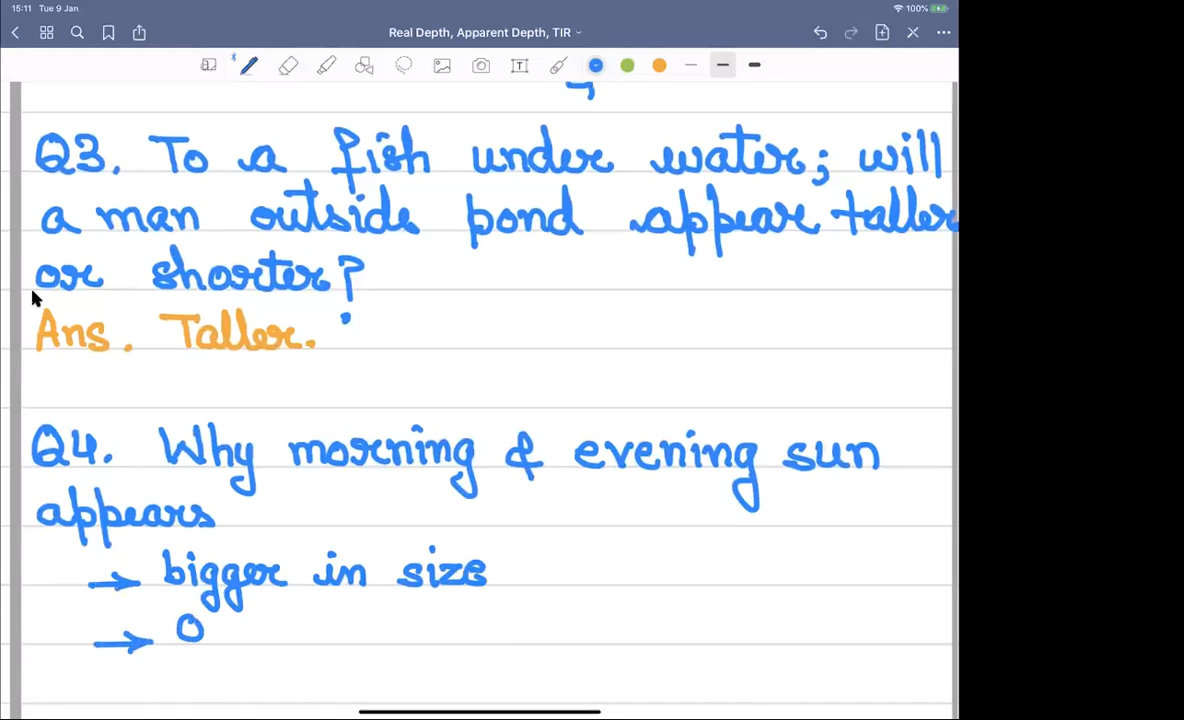 15:11 Tue 9 Jan
100%
Real Depth, Apparent Depth, TIR
Q3. To a fish under water; will
a man outside pond appear taller
or shorter?
Ans. Taller.
Q4. Why morning & evening sun
appears
→ bigger in size
→ O